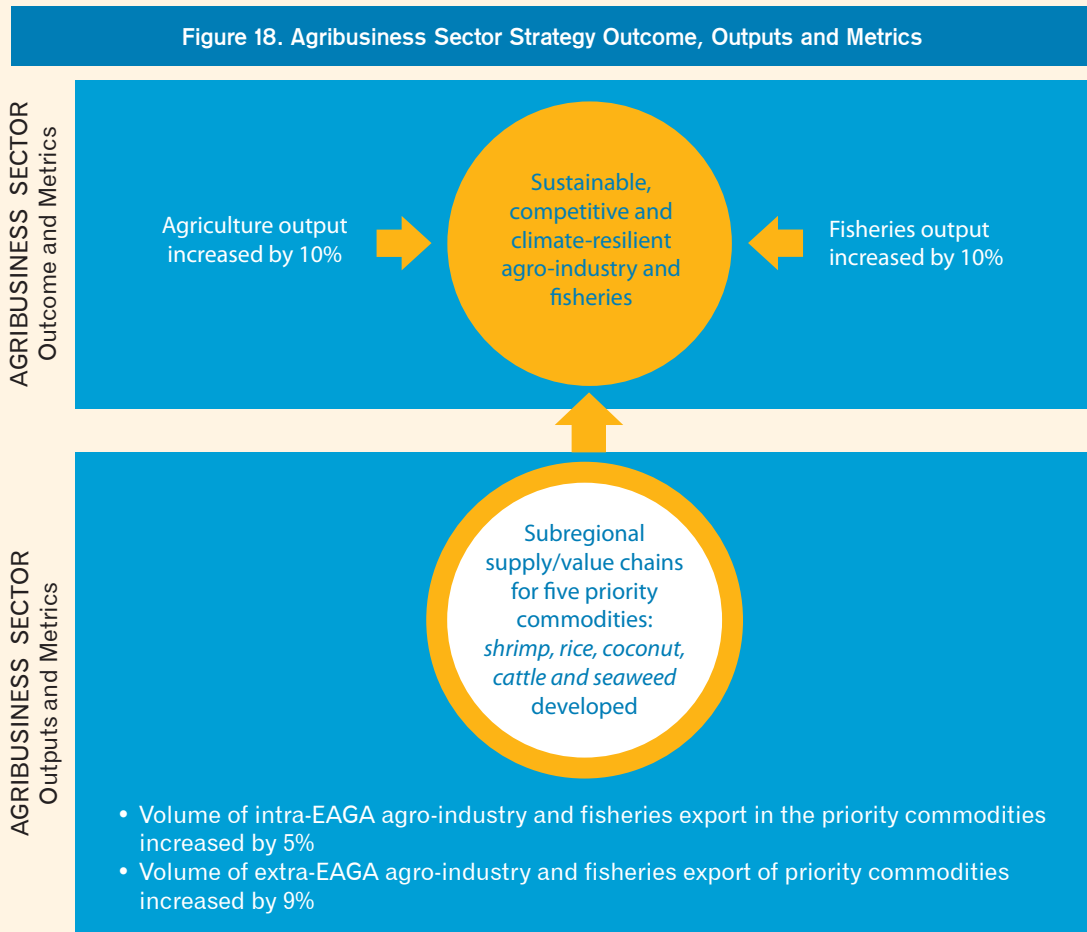 Figure 18. Agribusiness Sector Strategy Outcome, Outputs and Metrics
AGRIBUSINESS SECTOR
Outcome and Metrics
Agriculture output
increased by 10%
Sustainable,
competitive and
climate-resilient
agro-industry and
fisheries
Fisheries output
increased by 10%
AGRIBUSINESS SECTOR
Outputs and Metrics
Subregional
supply/value chains
for five priority
commodities:
shrimp, rice, coconut,
cattle and seaweed
developed
• Volume of intra-EAGA agro-industry and fisheries export in the priority commodities
increased by 5%
• Volume of extra-EAGA agro-industry and fisheries export of priority commodities
increased by 9%